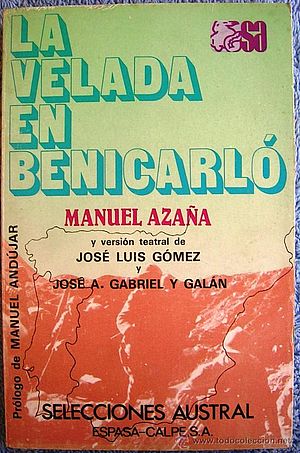 LA
VELADA
EN
BENICARLÓ
sa
MANUEL AZAÑA
y versión teatral de
JOSÉ LUIS GÓMEZ
y
JOSÉ A. GABRIEL Y GALÁN
Prólogo de MANUEL ANDÚJAR
SELECCIONES AUSTRAL
ESPASA-CALPE S.A.
www.todocoleccion.net